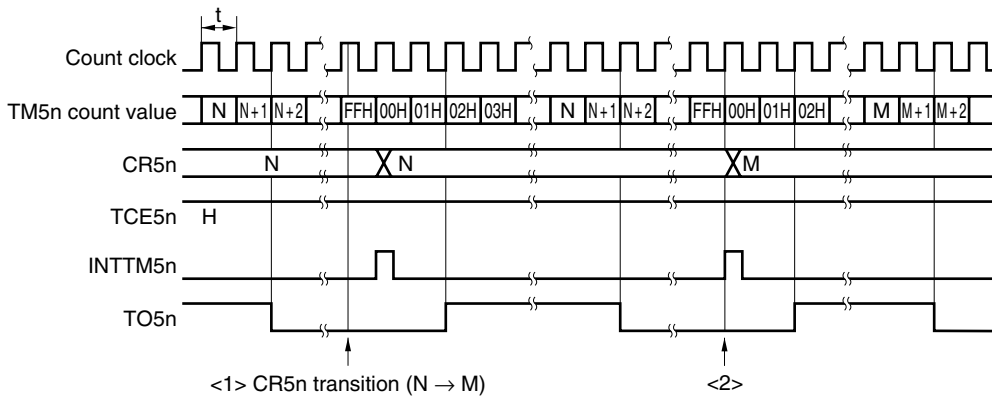 t
Count clock
TM5n count value N N+1 N+2 FFH 00H 01H 02H 03H N N+1 N+2 FFH 00H 01H 02H M M+1 M+2
CR5n N N M
TCE5n H
INTTM5n
TO5n
<1> CR5n transition (N → M) <2>